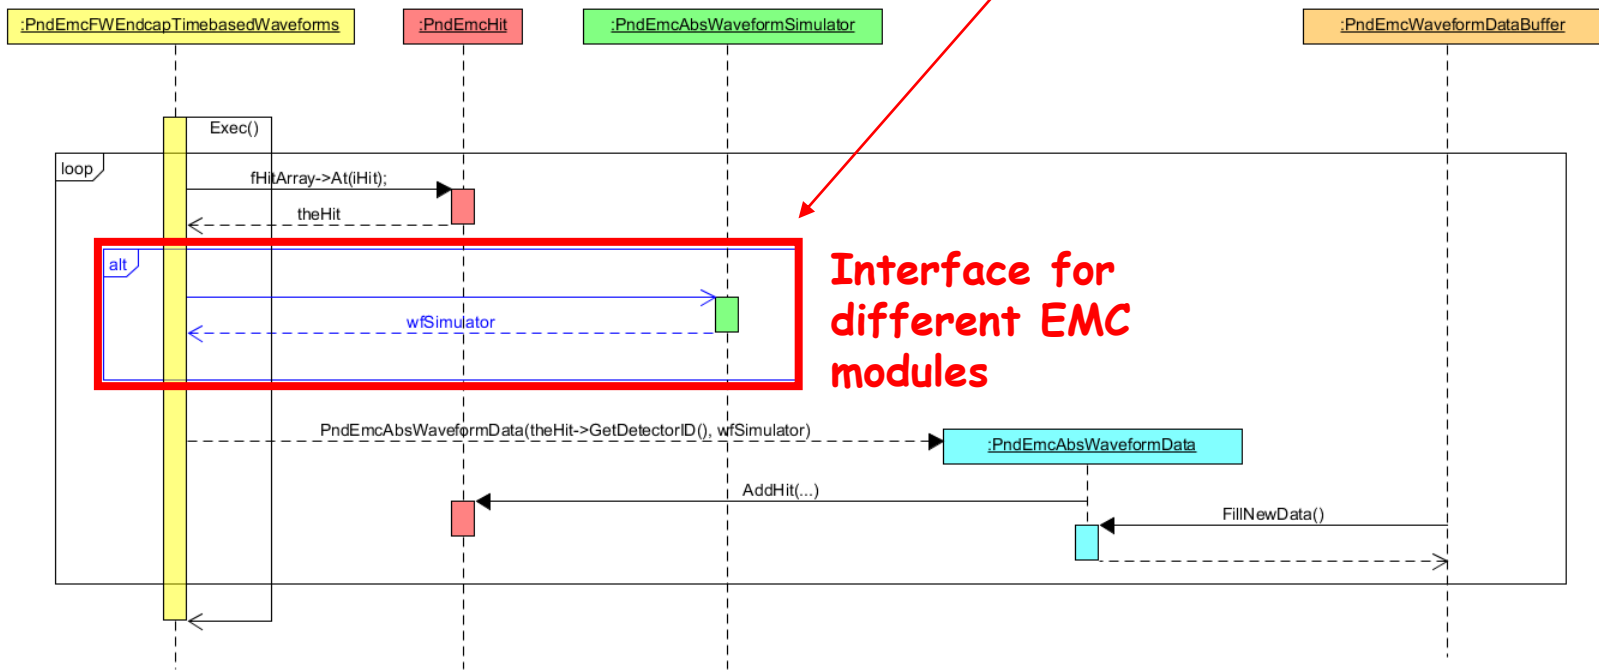 :PndEmcFWEndcapTimebasedWaveforms
:PndEmcHit
:PndEmcAbsWaveformSimulator
:PndEmcWaveformDataBuffer
Exec()
loop
fHitArray->At(iHit);
theHit
alt
wfSimulator
Interface for
different EMC
modules
PndEmcAbsWaveformData(theHit->GetDetectorID(), wfSimulator)
:PndEmcAbsWaveformData
AddHit(...)
FillNewData()